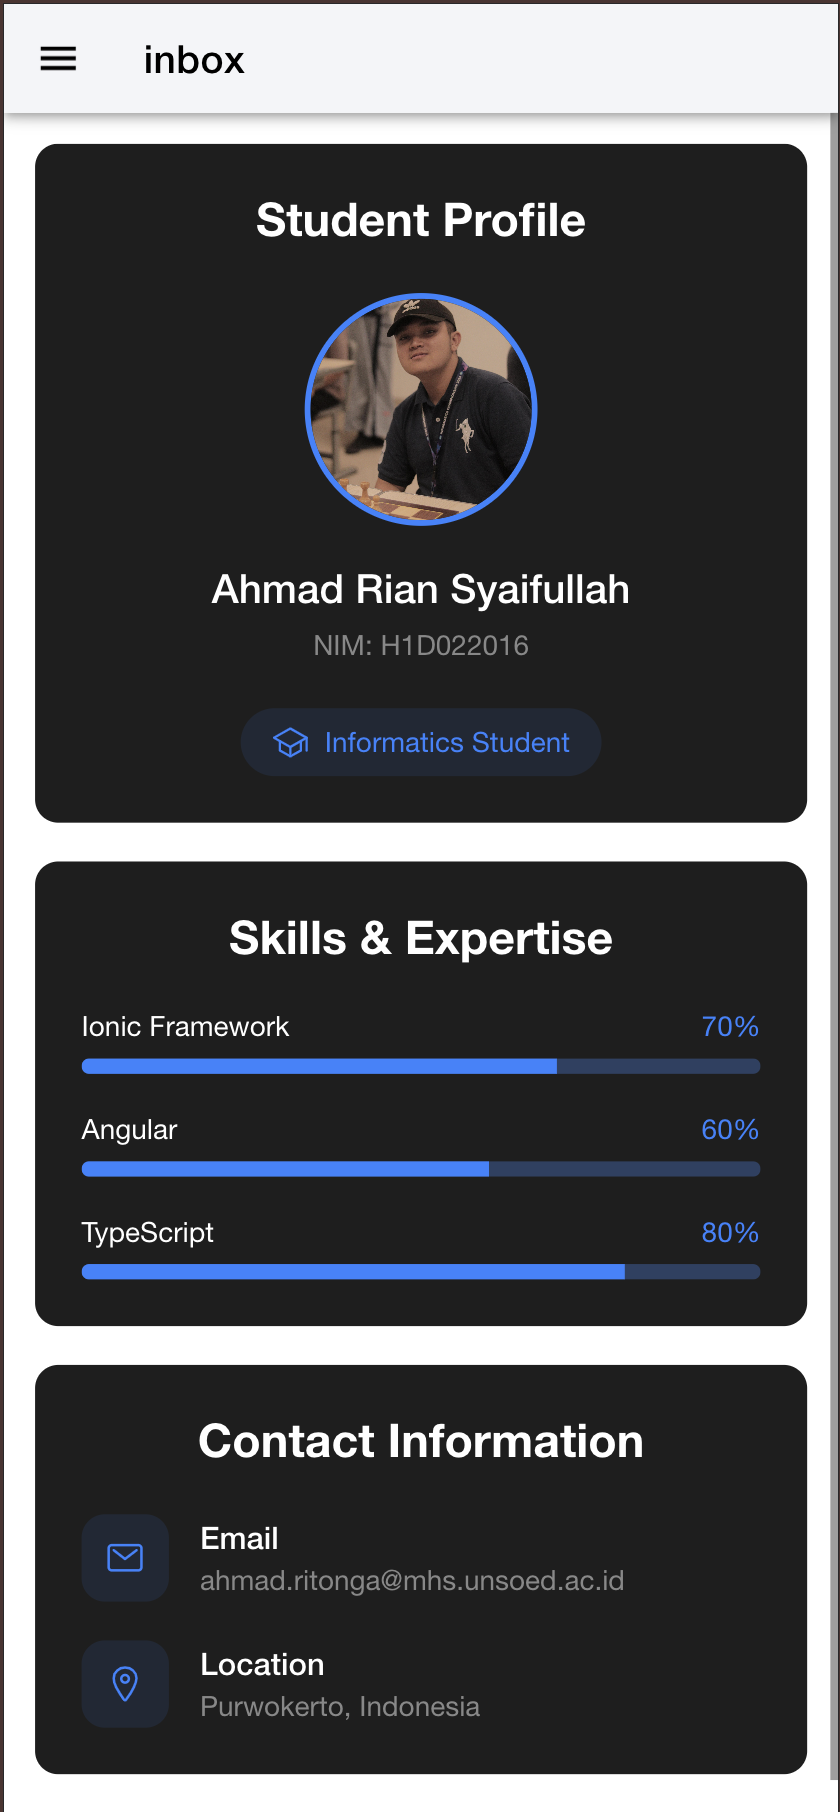 inbox
Student Profile
Ahmad Rian Syaifullah
NIM: H1D022016
Informatics Student
Skills & Expertise
Ionic Framework 70%
Angular 60%
TypeScript 80%
Contact Information
Email
ahmad.ritonga@mhs.unsoed.ac.id
Location
Purwokerto, Indonesia